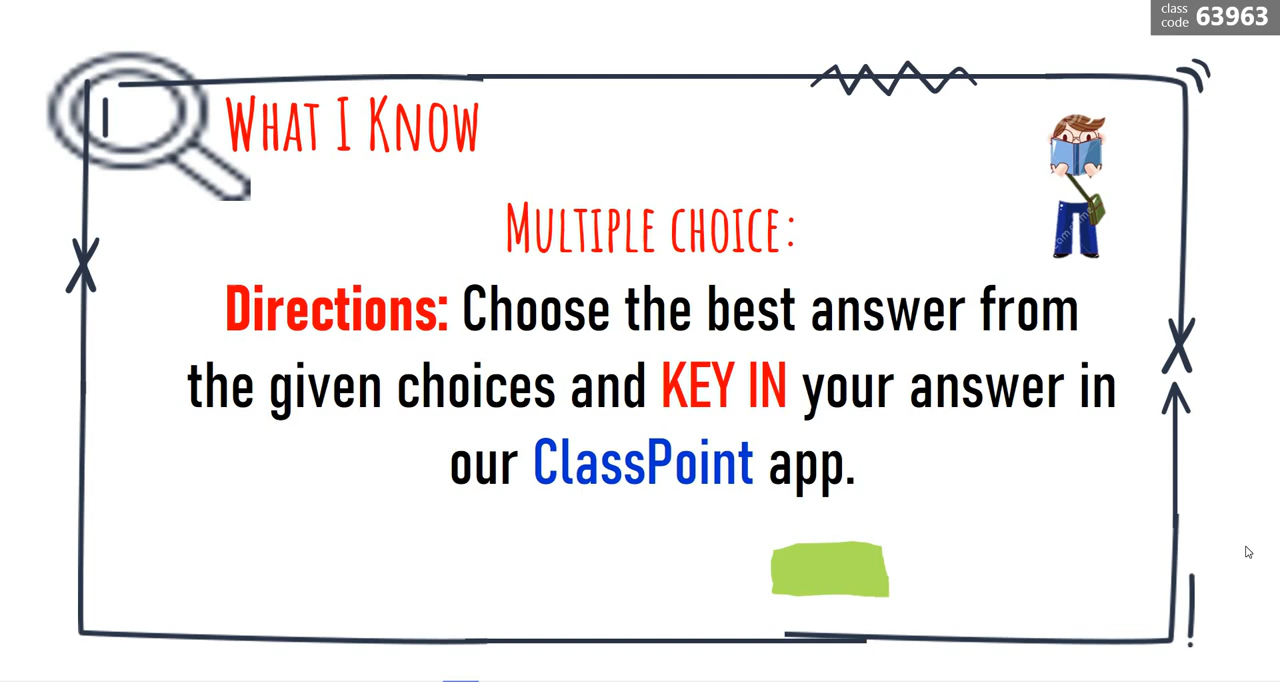 class
code 63963
What I Know
Multiple choice:
Directions: Choose the best answer from
the given choices and KEY IN your answer in
our ClassPoint app.